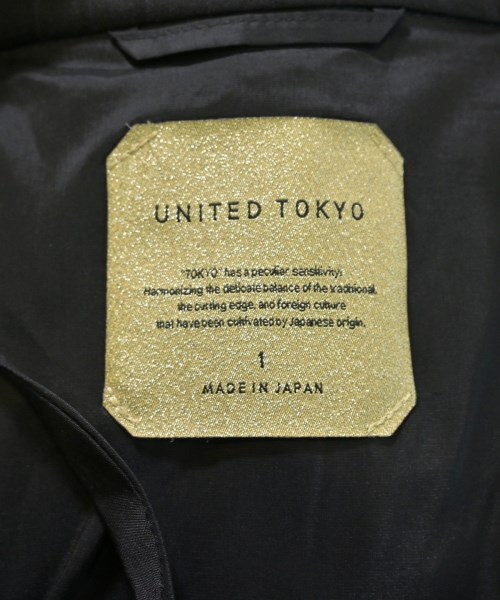 UNITED TOKYO
"TOKYO" has a peculiar sensitivity:
Harmonizing the delicate balance of the traditional,
the cutting edge, and foreign culture
that have been cultivated by Japanese origin.
1
MADE IN JAPAN